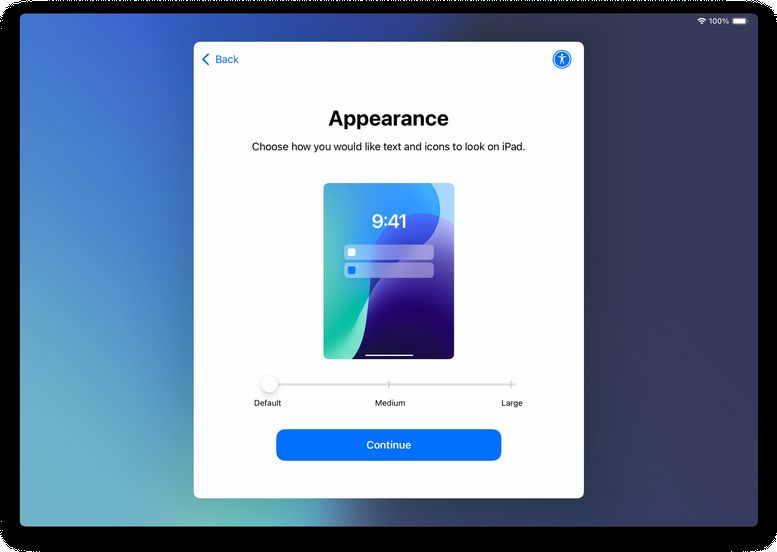 100%
Back
Appearance
Choose how you would like text and icons to look on iPad.
9:41
Default Medium Large
Continue